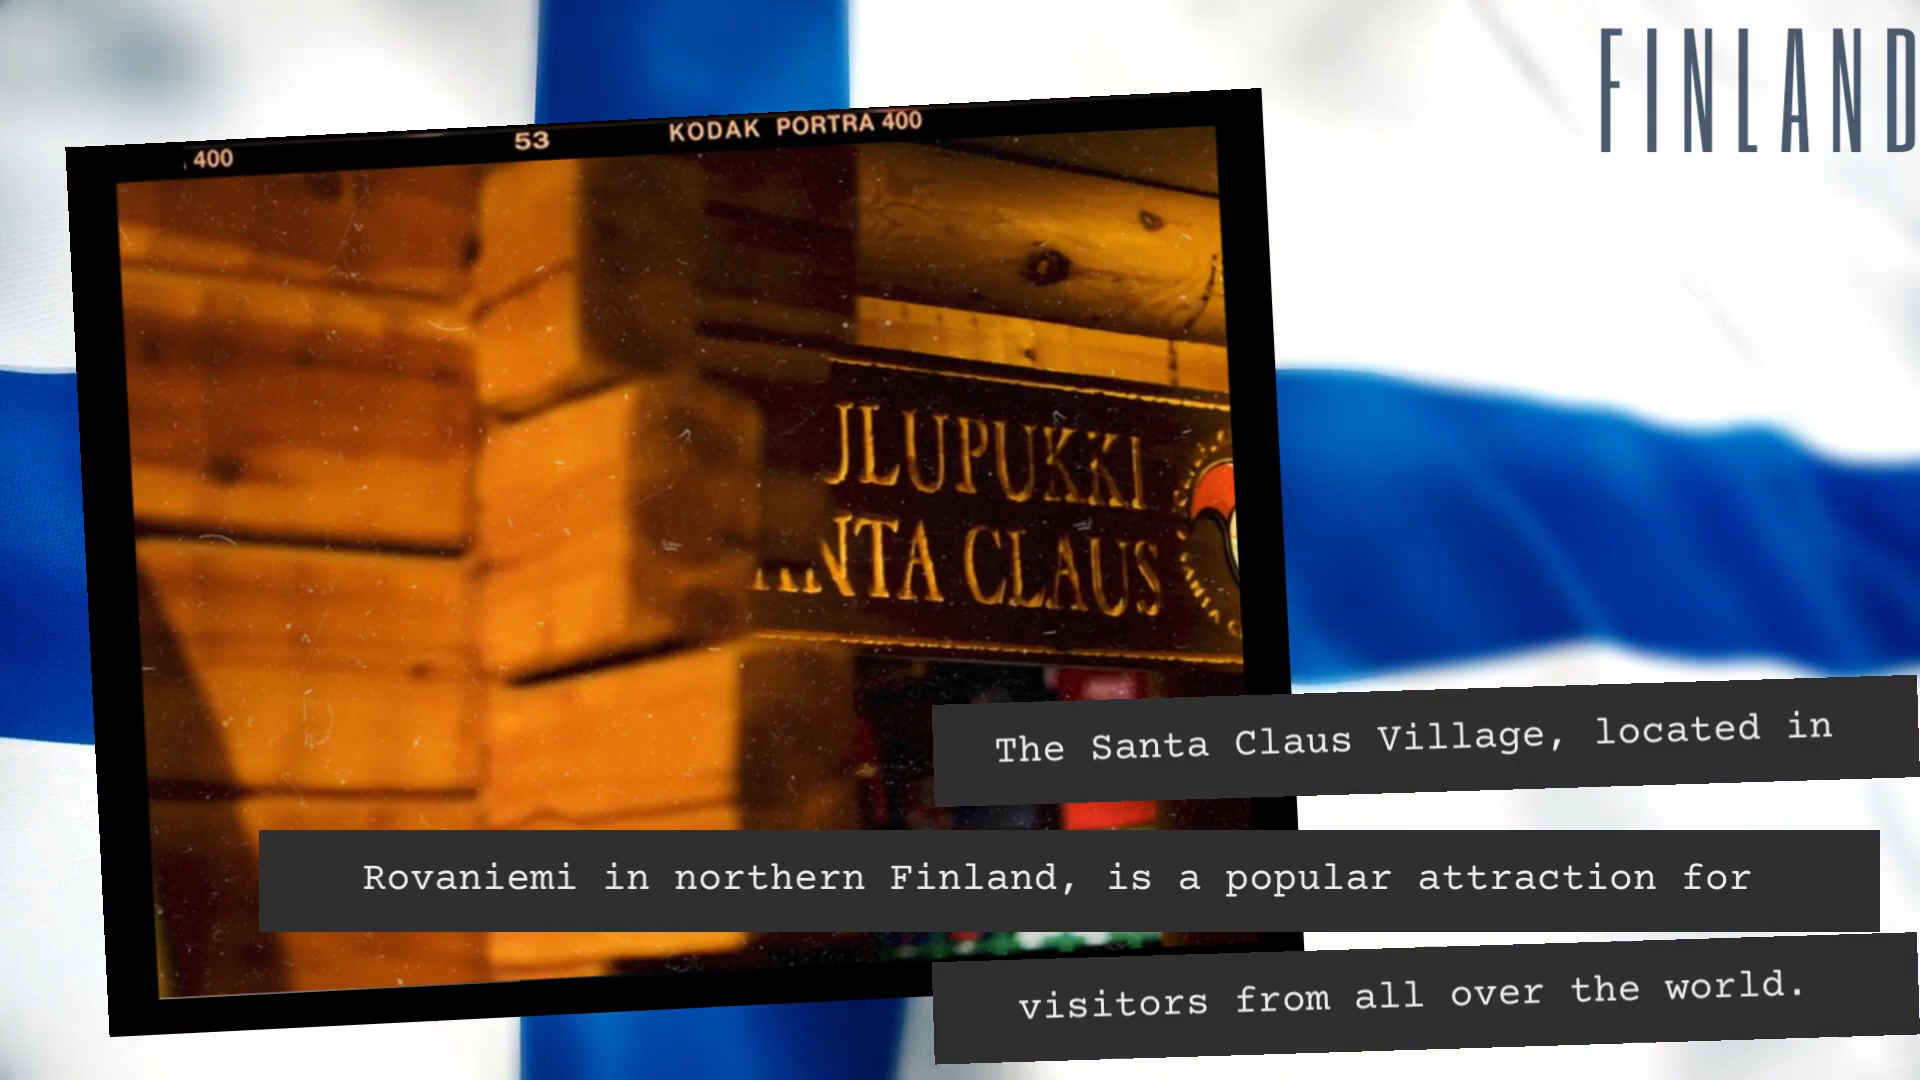 FINLAND
400 53 KODAK PORTRA 400
JLUPUKKI
NTA CLAUS
The Santa Claus Village, located in
Rovaniemi in northern Finland, is a popular attraction for
visitors from all over the world.